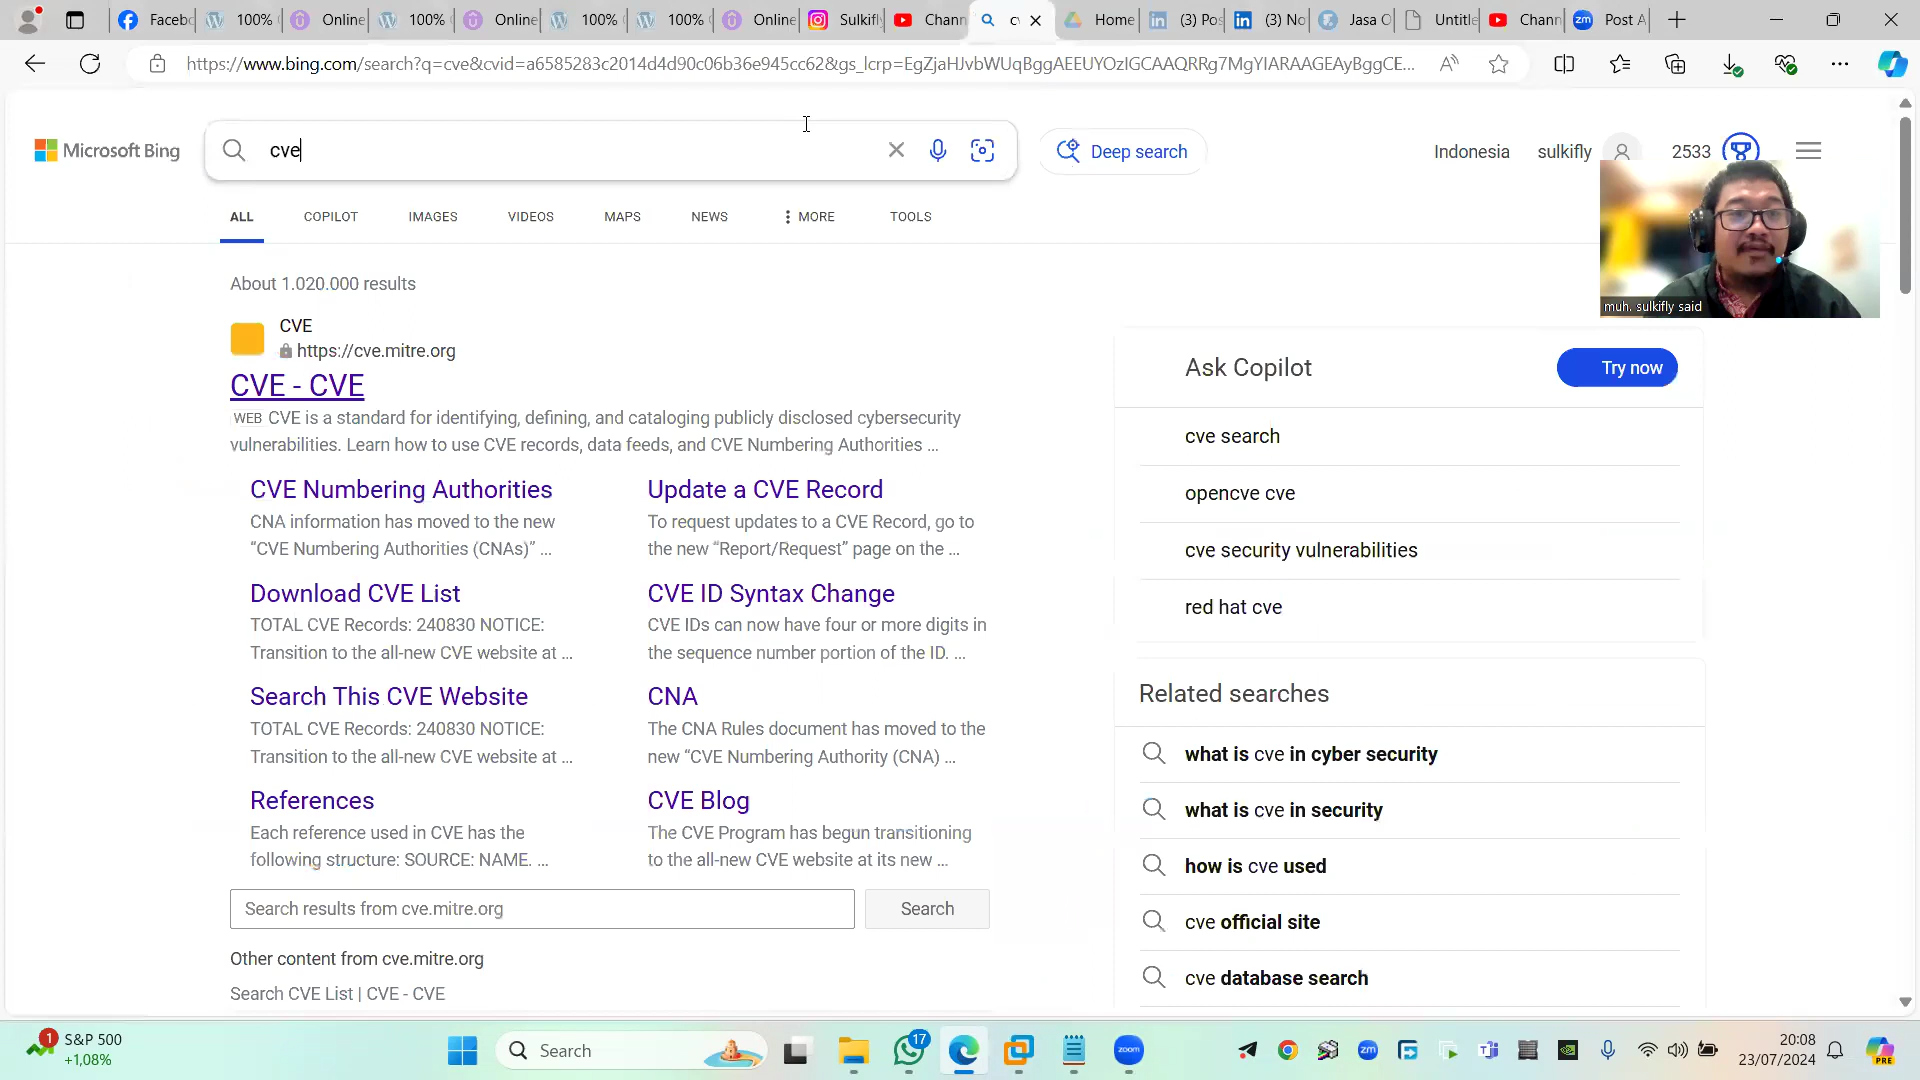 Faceb
100%
Online
100%
Online
100%
100%
Online
Sulkifly
Chann
Home
(3) Po
(3) No
Jasa O
Untitle
Chann
Post A
https://www.bing.com/search?q=cve&cvid=a6585283c2014d4d90c06b36e945cc62&gs_lcrp=EgZjaHJvbWUqBggAEEUYOzIGCAAQRRg7MgYIARAAGEAyBggCE...
Microsoft Bing
cve
Deep search
Indonesia
sulkifly
2533
ALL
COPILOT
IMAGES
VIDEOS
MAPS
NEWS
MORE
TOOLS
muh. sulkifly said
About 1.020.000 results
CVE
https://cve.mitre.org
CVE - CVE
WEB CVE is a standard for identifying, defining, and cataloging publicly disclosed cybersecurity
vulnerabilities. Learn how to use CVE records, data feeds, and CVE Numbering Authorities ...
CVE Numbering Authorities
CNA information has moved to the new
“CVE Numbering Authorities (CNAs)” ...
Update a CVE Record
To request updates to a CVE Record, go to
the new “Report/Request” page on the ...
Download CVE List
TOTAL CVE Records: 240830 NOTICE:
Transition to the all-new CVE website at ...
CVE ID Syntax Change
CVE IDs can now have four or more digits in
the sequence number portion of the ID. ...
Search This CVE Website
TOTAL CVE Records: 240830 NOTICE:
Transition to the all-new CVE website at ...
CNA
The CNA Rules document has moved to the
new “CVE Numbering Authority (CNA) ...
References
Each reference used in CVE has the
following structure: SOURCE: NAME. ...
CVE Blog
The CVE Program has begun transitioning
to the all-new CVE website at its new ...
Search results from cve.mitre.org
Search
Other content from cve.mitre.org
Search CVE List | CVE - CVE
Ask Copilot
Try now
cve search
opencve cve
cve security vulnerabilities
red hat cve
Related searches
what is cve in cyber security
what is cve in security
how is cve used
cve official site
cve database search
1
S&P 500
+1,08%
Search
17
zoom
zm
20:08
23/07/2024
PRE